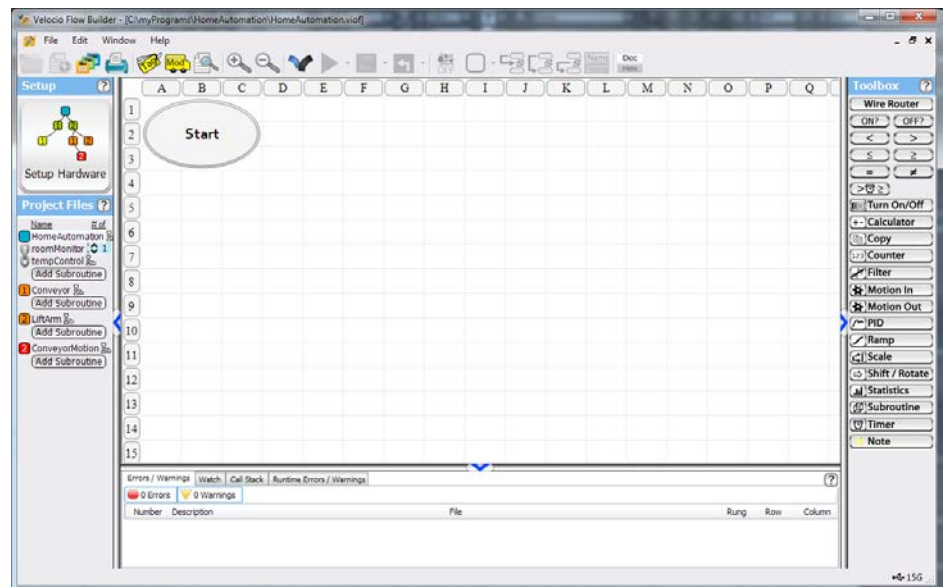 Velocio Flow Builder - [C:\myPrograms\HomeAutomation\HomeAutomation.viof]
File Edit Window Help
Mod
Name Doc
Hex
Setup ?
Setup Hardware
Project Files ?
Name # of
HomeAutomation
roomMonitor 1
tempControl
(Add Subroutine)
1 Conveyor
(Add Subroutine)
2 LiftArm
(Add Subroutine)
2 ConveyorMotion
(Add Subroutine)
A B C D E F G H I J K L M N O P Q
1
2
3
4
5
6
7
8
9
10
11
12
13
14
15
Start
Toolbox ?
Wire Router
ON? OFF?
< >
≤ ≥
= ≠
> ≥
Turn On/Off
Calculator
Copy
Counter
Filter
Motion In
Motion Out
PID
Ramp
Scale
Shift / Rotate
Statistics
Subroutine
Timer
Note
Errors / Warnings Watch Call Stack Runtime Errors / Warnings ?
0 Errors 0 Warnings
Number Description File Rung Row Column
15G